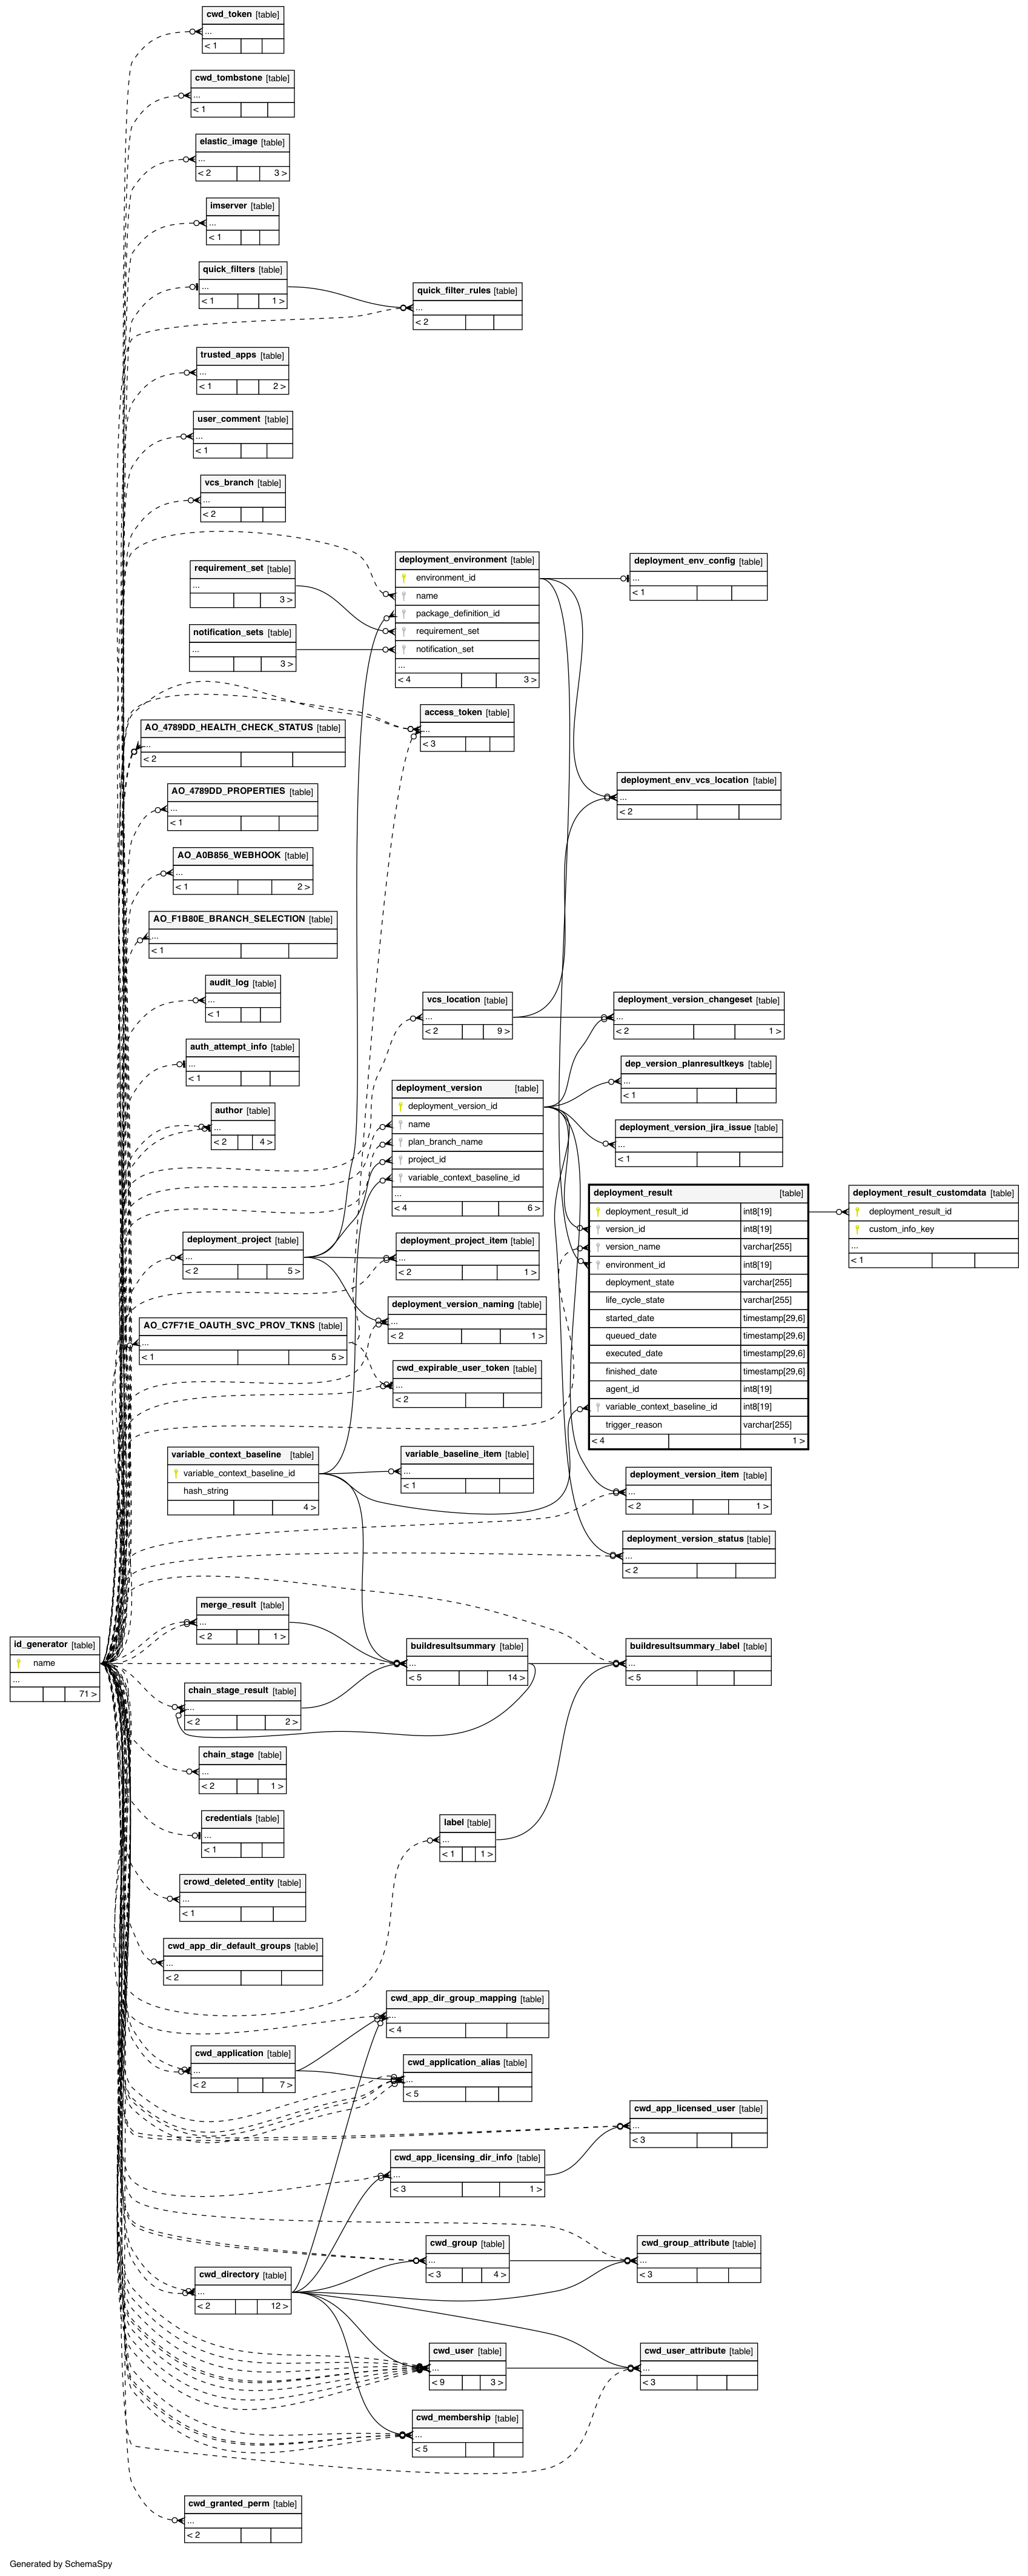 cwd_token [table]
...
< 1
cwd_tombstone [table]
...
< 1
elastic_image [table]
...
< 2 3 >
imserver [table]
...
< 1
quick_filters [table]
...
< 1 1 >
quick_filter_rules [table]
...
< 2
trusted_apps [table]
...
< 1 2 >
user_comment [table]
...
< 1
vcs_branch [table]
...
< 2
deployment_environment [table]
environment_id
name
package_definition_id
requirement_set
notification_set
...
< 4 3 >
deployment_env_config [table]
...
< 1
requirement_set [table]
...
3 >
notification_sets [table]
...
3 >
access_token [table]
...
< 3
AO_4789DD_HEALTH_CHECK_STATUS [table]
...
< 2
deployment_env_vcs_location [table]
...
< 2
AO_4789DD_PROPERTIES [table]
...
< 1
AO_A0B856_WEBHOOK [table]
...
< 1 2 >
AO_F1B80E_BRANCH_SELECTION [table]
...
< 1
audit_log [table]
...
< 1
vcs_location [table]
...
< 2 9 >
deployment_version_changeset [table]
...
< 2 1 >
auth_attempt_info [table]
...
< 1
dep_version_planresultkeys [table]
...
< 1
deployment_version [table]
deployment_version_id
name
plan_branch_name
project_id
variable_context_baseline_id
...
< 4 6 >
author [table]
...
< 2 4 >
deployment_version_jira_issue [table]
...
< 1
deployment_result [table]
deployment_result_id int8[19]
version_id int8[19]
version_name varchar[255]
environment_id int8[19]
deployment_state varchar[255]
life_cycle_state varchar[255]
started_date timestamp[29,6]
queued_date timestamp[29,6]
executed_date timestamp[29,6]
finished_date timestamp[29,6]
agent_id int8[19]
variable_context_baseline_id int8[19]
trigger_reason varchar[255]
< 4 1 >
deployment_result_customdata [table]
deployment_result_id
custom_info_key
...
< 1
deployment_project [table]
...
< 2 5 >
deployment_project_item [table]
...
< 2 1 >
deployment_version_naming [table]
...
< 2 1 >
AO_C7F71E_OAUTH_SVC_PROV_TKNS [table]
...
< 1 5 >
cwd_expirable_user_token [table]
...
< 2
variable_context_baseline [table]
variable_context_baseline_id
hash_string
4 >
variable_baseline_item [table]
...
< 1
deployment_version_item [table]
...
< 2 1 >
deployment_version_status [table]
...
< 2
merge_result [table]
...
< 2 1 >
id_generator [table]
name
...
71 >
buildresultsummary [table]
...
< 5 14 >
buildresultsummary_label [table]
...
< 5
chain_stage_result [table]
...
< 2 2 >
chain_stage [table]
...
< 2 1 >
credentials [table]
...
< 1
label [table]
...
< 1 1 >
crowd_deleted_entity [table]
...
< 1
cwd_app_dir_default_groups [table]
...
< 2
cwd_app_dir_group_mapping [table]
...
< 4
cwd_application [table]
...
< 2 7 >
cwd_application_alias [table]
...
< 5
cwd_app_licensed_user [table]
...
< 3
cwd_app_licensing_dir_info [table]
...
< 3 1 >
cwd_group [table]
...
< 3 4 >
cwd_group_attribute [table]
...
< 3
cwd_directory [table]
...
< 2 12 >
cwd_user [table]
...
< 9 3 >
cwd_user_attribute [table]
...
< 3
cwd_membership [table]
...
< 5
cwd_granted_perm [table]
...
< 2
Generated by SchemaSpy